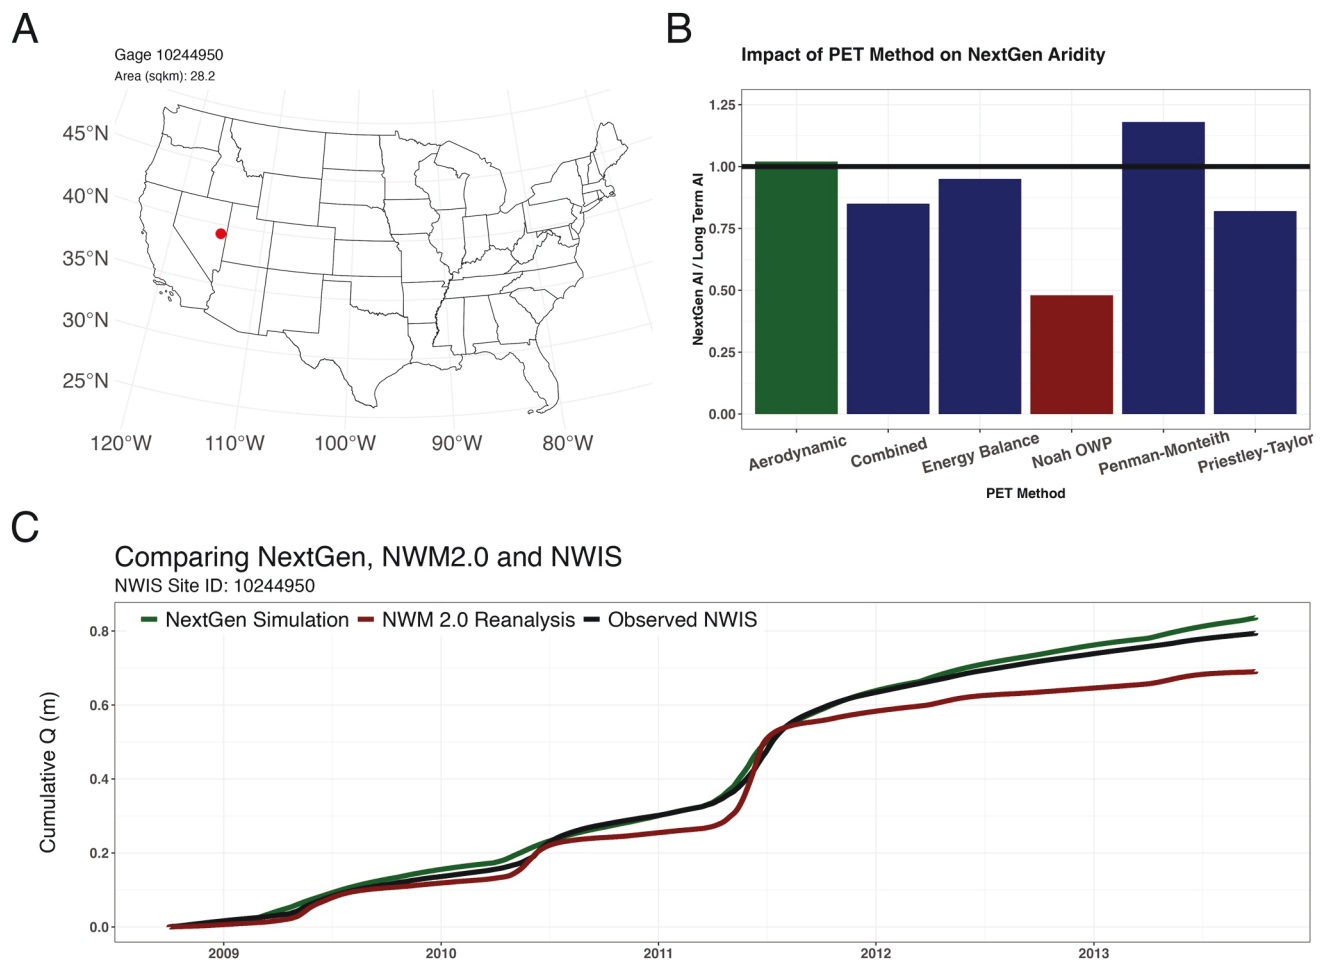 A
Gage 10244950
Area (sqkm): 28.2
45°N
40°N
35°N
30°N
25°N
120°W 110°W 100°W 90°W 80°W
B
Impact of PET Method on NextGen Aridity
NextGen AI / Long Term AI
1.25
1.00
0.75
0.50
0.25
0.00
Aerodynamic Combined Energy Balance Noah OWP Penman-Monteith Priestley-Taylor
PET Method
C
Comparing NextGen, NWM2.0 and NWIS
NWIS Site ID: 10244950
NextGen Simulation NWM 2.0 Reanalysis Observed NWIS
Cumulative Q (m)
0.8
0.6
0.4
0.2
0.0
2009 2010 2011 2012 2013